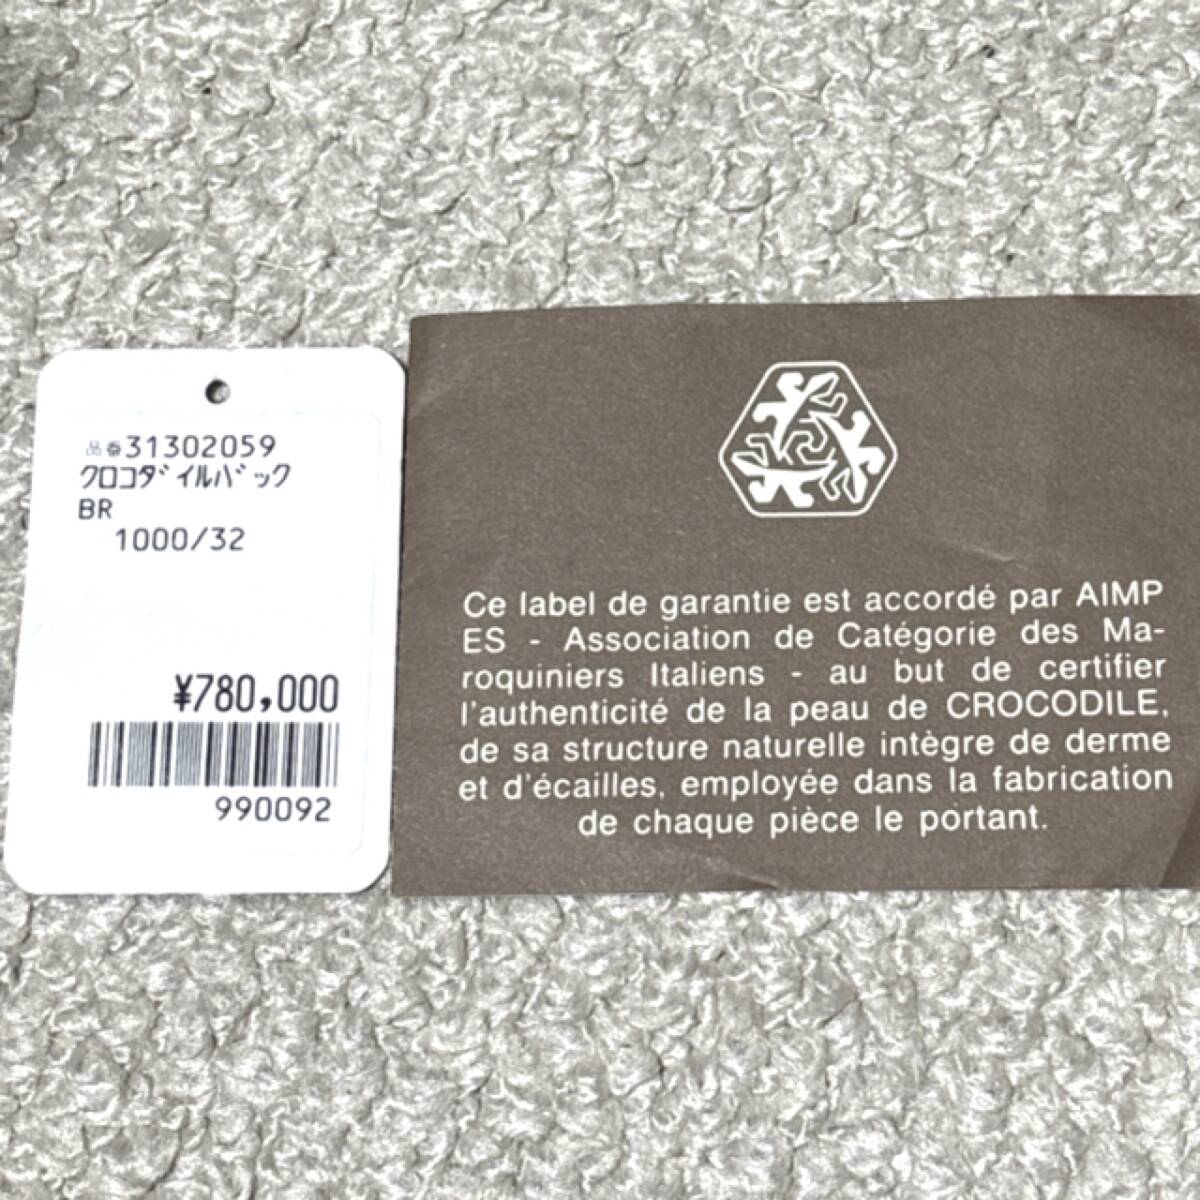 品番31302059
クロコダイルバック
BR
1000/32
¥780,000
990092
Ce label de garantie est accordé par AIMP
ES - Association de Catégorie des Ma-
roquiniers Italiens - au but de certifier
l'authenticité de la peau de CROCODILE,
de sa structure naturelle intègre de derme
et d'écailles, employée dans la fabrication
de chaque pièce le portant.